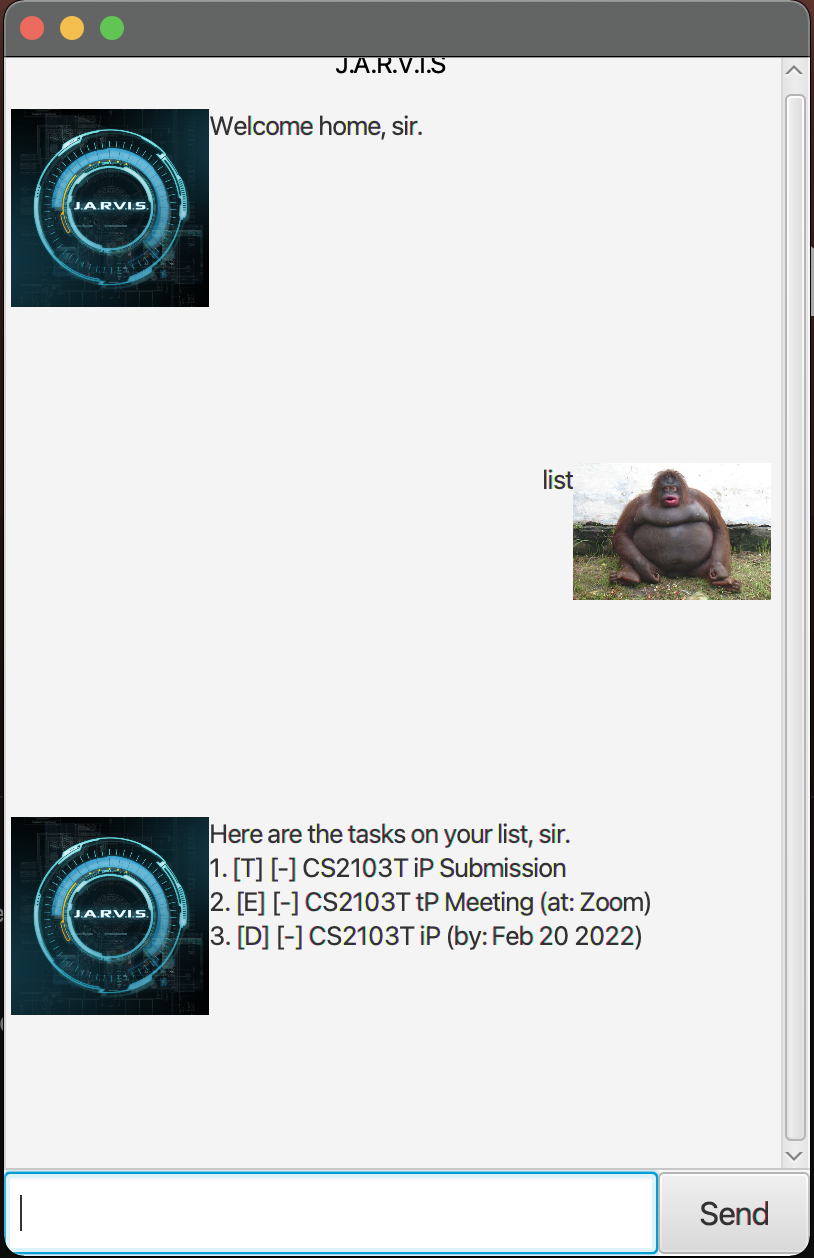 J.A.R.V.I.S
Welcome home, sir.
J.A.R.V.I.S.
list
Here are the tasks on your list, sir.
1. [T] [-] CS2103T iP Submission
2. [E] [-] CS2103T tP Meeting (at: Zoom)
3. [D] [-] CS2103T iP (by: Feb 20 2022)
J.A.R.V.I.S.
Send